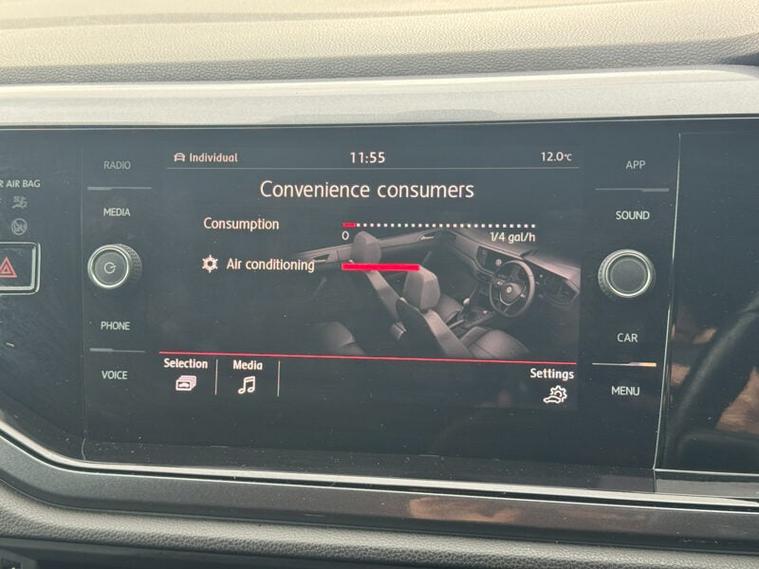 RADIO
MEDIA
PHONE
VOICE
R AIR BAG
Individual 11:55 12.0°C
Convenience consumers
Consumption
0 1/4 gal/h
Air conditioning
Selection Media Settings
APP
SOUND
CAR
MENU